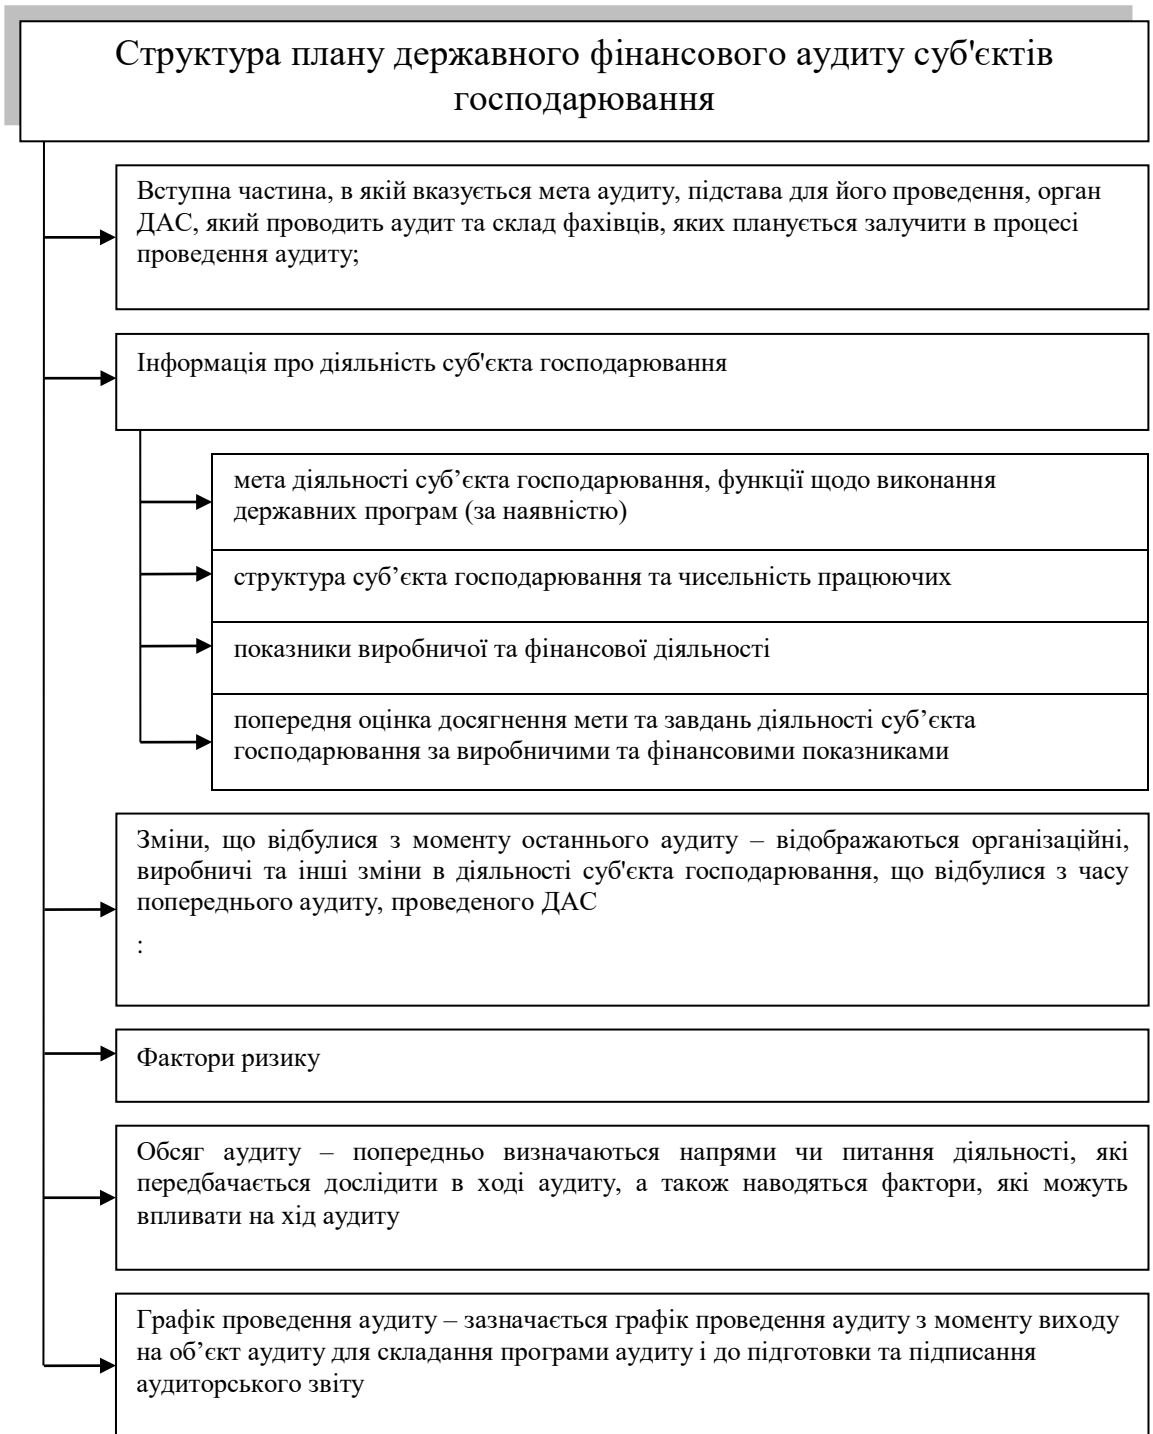 Структура плану державного фінансового аудиту суб'єктів
господарювання
Вступна частина, в якій вказується мета аудиту, підстава для його проведення, орган
ДАС, який проводить аудит та склад фахівців, яких планується залучити в процесі
проведення аудиту;
Інформація про діяльність суб'єкта господарювання
мета діяльності суб’єкта господарювання, функції щодо виконання
державних програм (за наявністю)
структура суб’єкта господарювання та чисельність працюючих
показники виробничої та фінансової діяльності
попередня оцінка досягнення мети та завдань діяльності суб’єкта
господарювання за виробничими та фінансовими показниками
Зміни, що відбулися з моменту останнього аудиту – відображаються організаційні,
виробничі та інші зміни в діяльності суб'єкта господарювання, що відбулися з часу
попереднього аудиту, проведеного ДАС
:
Фактори ризику
Обсяг аудиту – попередньо визначаються напрями чи питання діяльності, які
передбачається дослідити в ході аудиту, а також наводяться фактори, які можуть
впливати на хід аудиту
Графік проведення аудиту – зазначається графік проведення аудиту з моменту виходу
на об’єкт аудиту для складання програми аудиту і до підготовки та підписання
аудиторського звіту